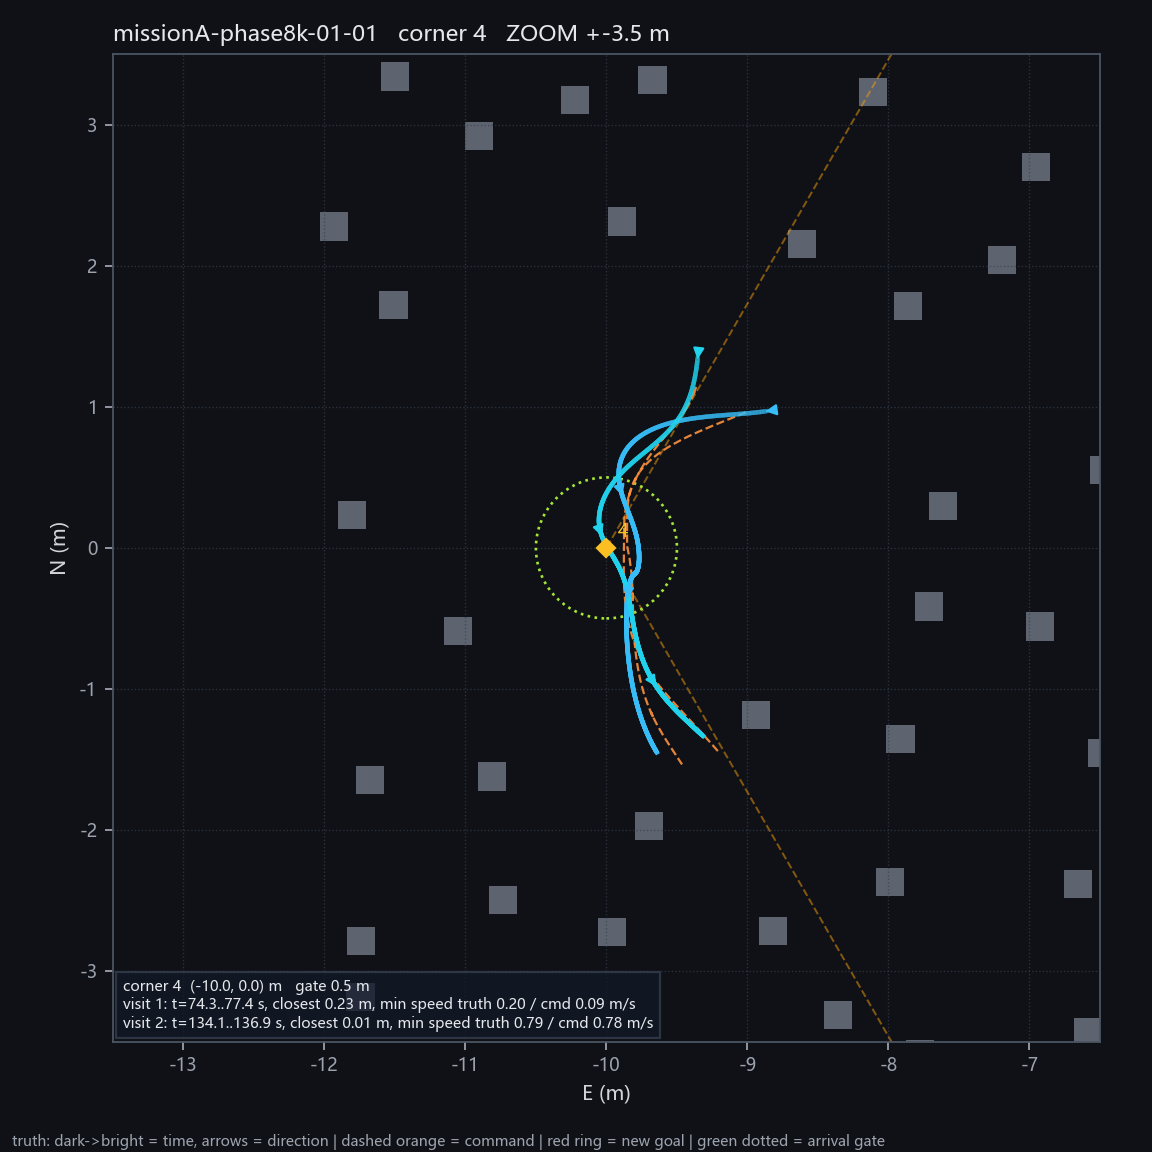 missionA-phase8k-01-01   corner 4   ZOOM +-3.5 m
3
2
1
0
-1
-2
-3
N (m)
4
corner 4  (-10.0, 0.0) m   gate 0.5 m
visit 1: t=74.3..77.4 s, closest 0.23 m, min speed truth 0.20 / cmd 0.09 m/s
visit 2: t=134.1..136.9 s, closest 0.01 m, min speed truth 0.79 / cmd 0.78 m/s
-13 -12 -11 -10 -9 -8 -7
E (m)
truth: dark->bright = time, arrows = direction | dashed orange = command | red ring = new goal | green dotted = arrival gate